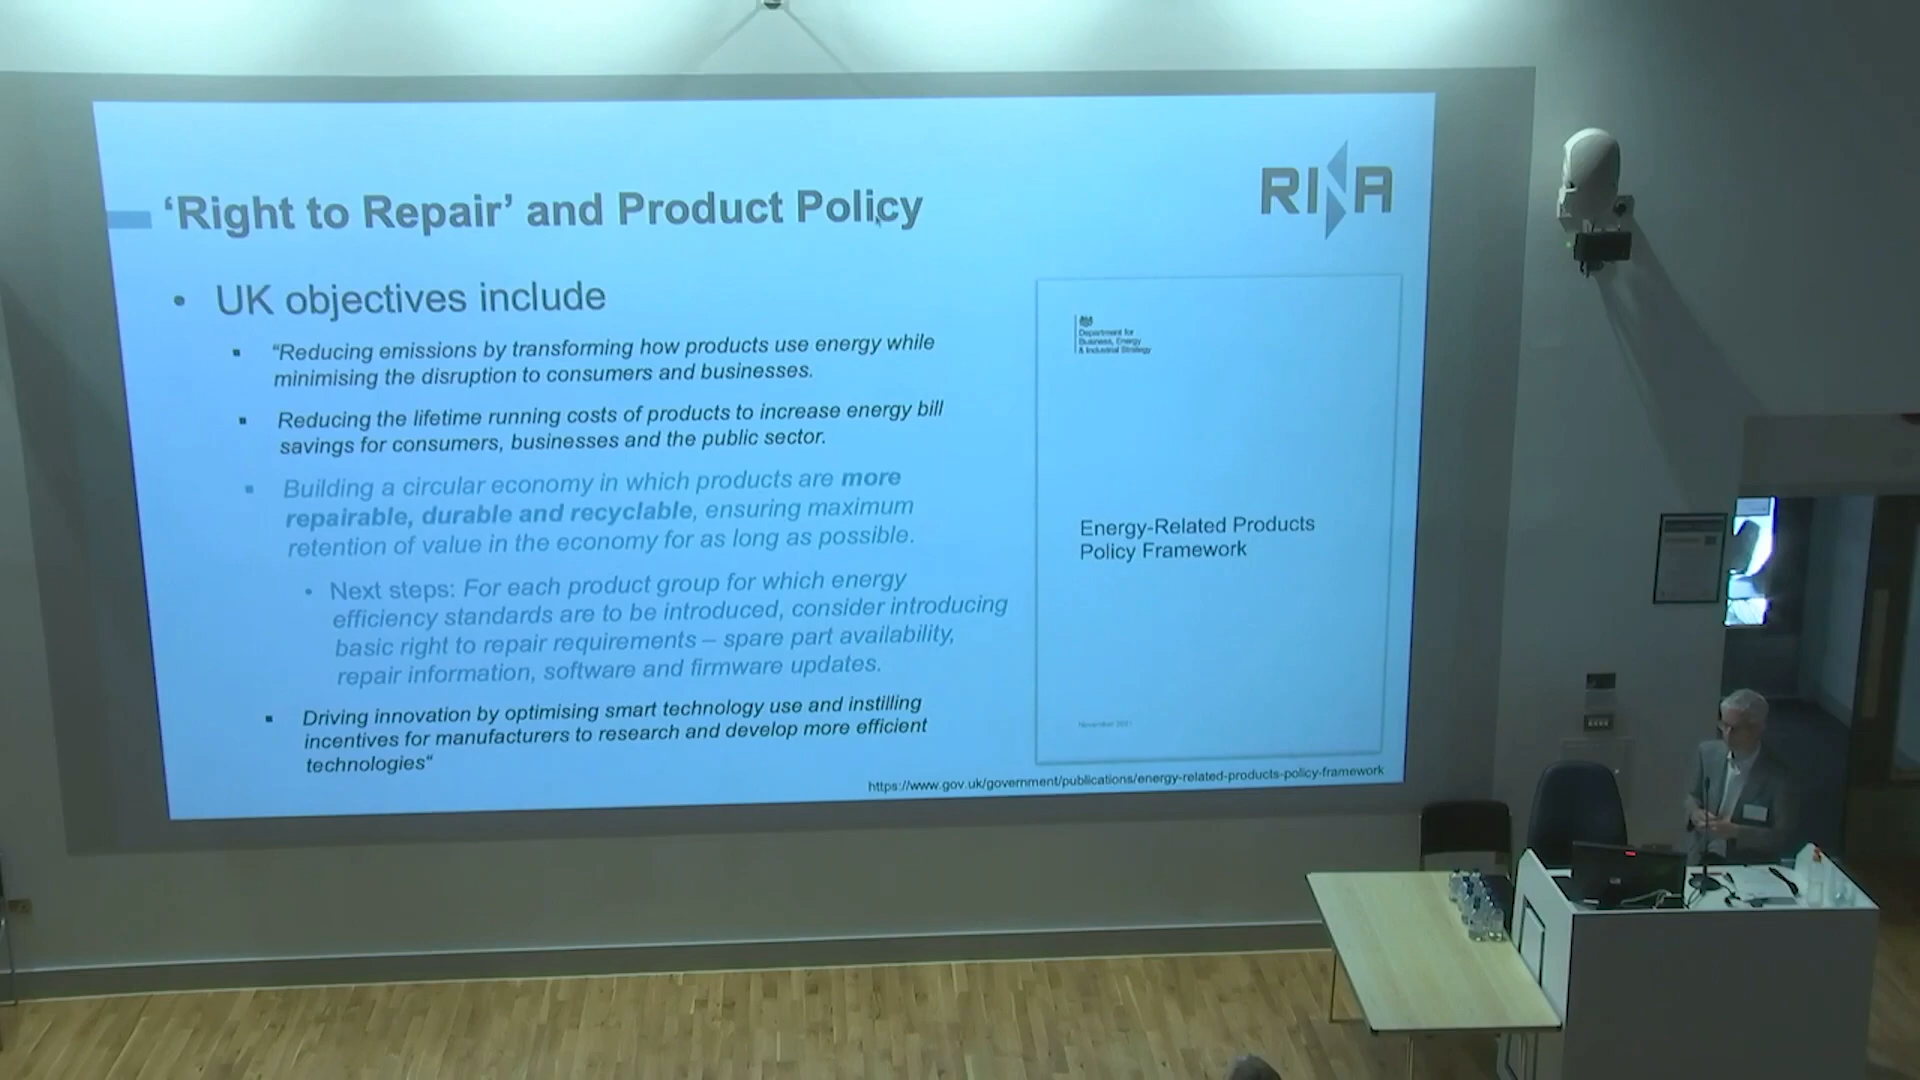 'Right to Repair' and Product Policy
RINA
• UK objectives include
▪ "Reducing emissions by transforming how products use energy while
minimising the disruption to consumers and businesses.
▪ Reducing the lifetime running costs of products to increase energy bill
savings for consumers, businesses and the public sector.
▪ Building a circular economy in which products are more
repairable, durable and recyclable, ensuring maximum
retention of value in the economy for as long as possible.
• Next steps: For each product group for which energy
efficiency standards are to be introduced, consider introducing
basic right to repair requirements – spare part availability,
repair information, software and firmware updates.
▪ Driving innovation by optimising smart technology use and instilling
incentives for manufacturers to research and develop more efficient
technologies"
Department for
Business, Energy
& Industrial Strategy
Energy-Related Products
Policy Framework
November 2021
https://www.gov.uk/government/publications/energy-related-products-policy-framework